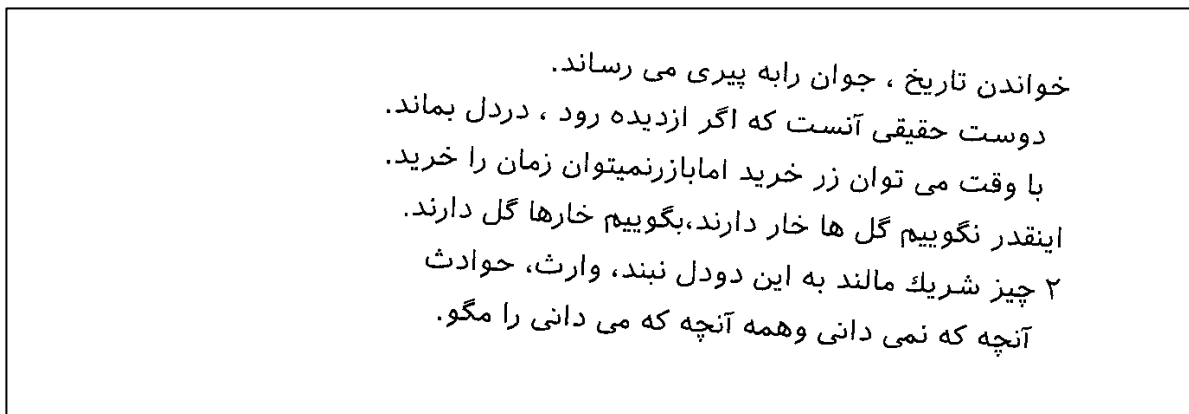 خواندن تاریخ ، جوان رابه پیری می رساند.
دوست حقیقی آنست که اگر ازدیده رود ، دردل بماند.
با وقت می توان زر خرید امابازرنمیتوان زمان را خرید.
اینقدر نگوییم گل ها خار دارند،بگوییم خارها گل دارند.
۲ چیز شریك مالند به این دودل نبند، وارث، حوادث
آنچه که نمی دانی وهمه آنچه که می دانی را مگو.